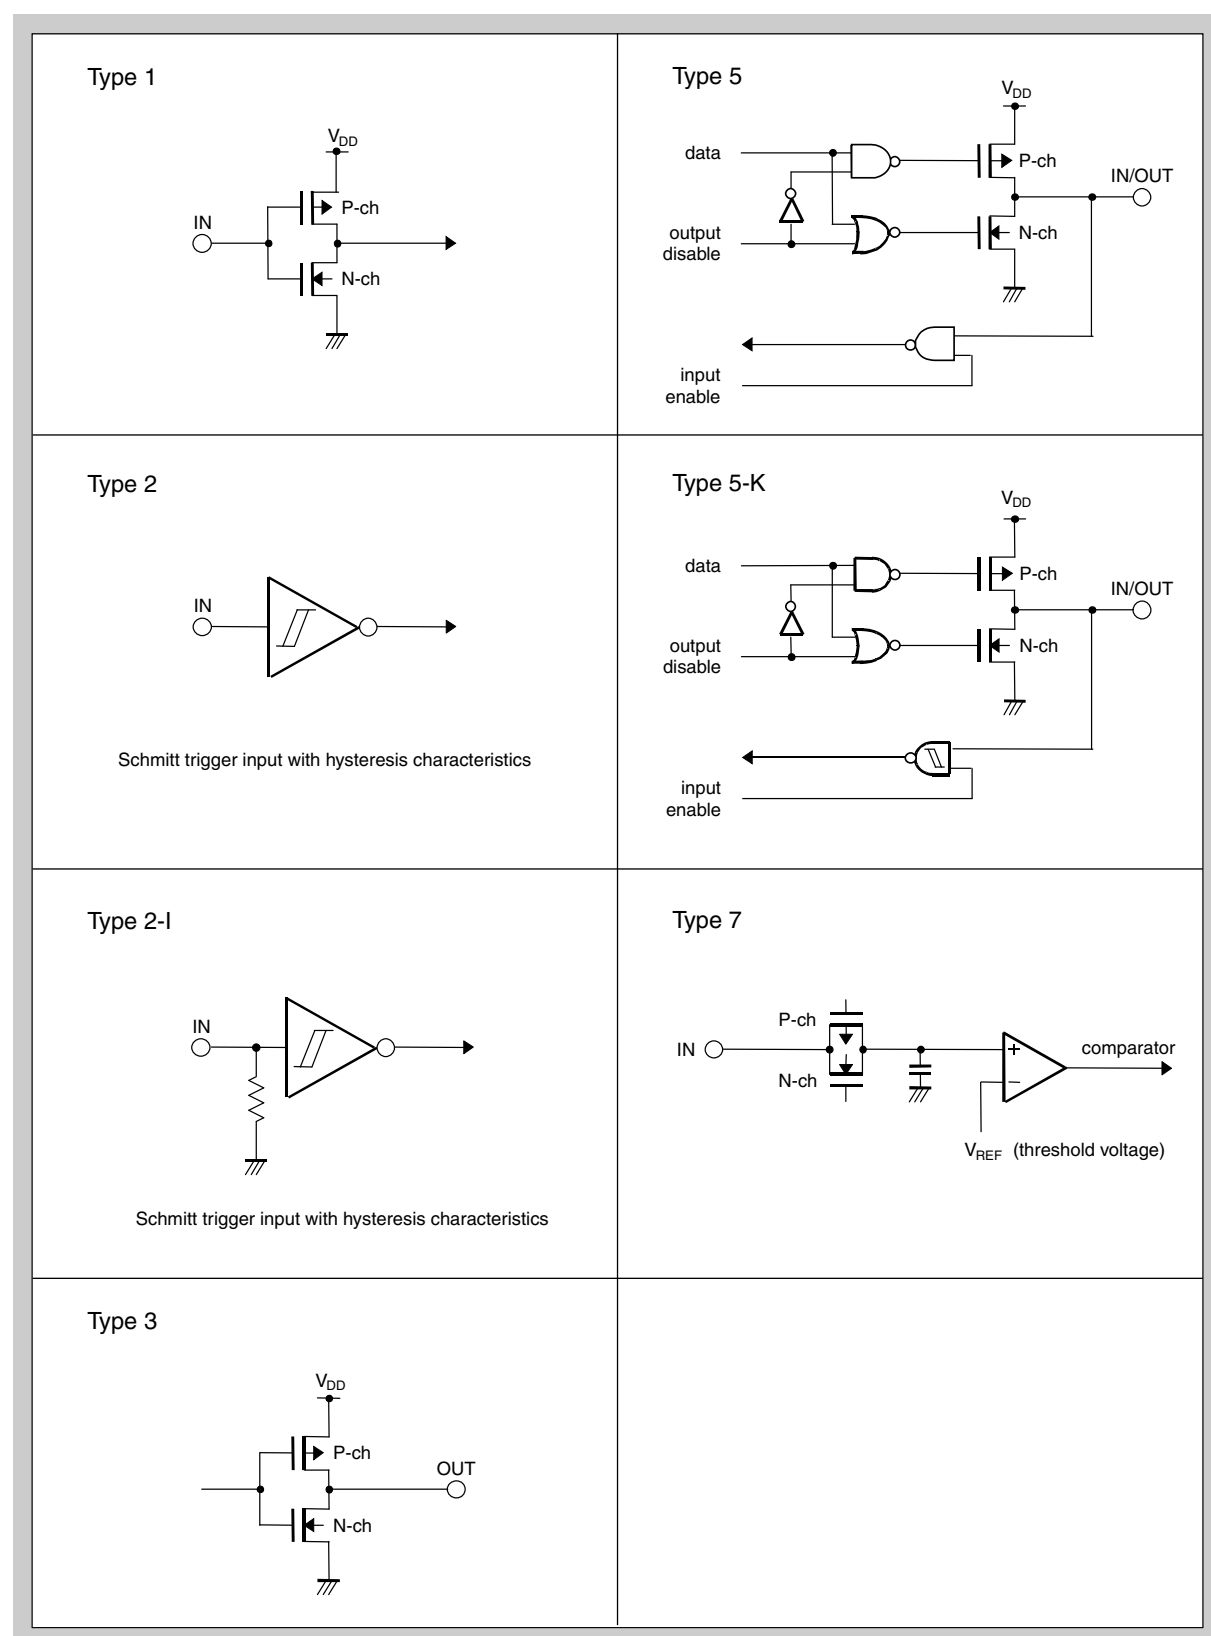 Type 1
VDD
P-ch
IN
N-ch
Type 5
VDD
data
P-ch
IN/OUT
output
disable
N-ch
input
enable
Type 2
IN
Schmitt trigger input with hysteresis characteristics
Type 5-K
VDD
data
P-ch
IN/OUT
output
disable
N-ch
input
enable
Type 2-I
IN
Schmitt trigger input with hysteresis characteristics
Type 7
P-ch
IN
N-ch
+
−
comparator
VREF (threshold voltage)
Type 3
VDD
P-ch
OUT
N-ch